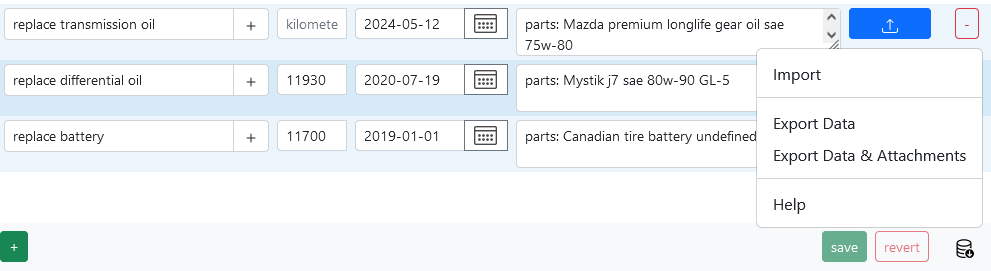 replace transmission oil + kilomete 2024-05-12 parts: Mazda premium longlife gear oil sae
75w-80
-
replace differential oil + 11930 2020-07-19 parts: Mystik j7 sae 80w-90 GL-5
replace battery + 11700 2019-01-01 parts: Canadian tire battery undefined
Import
Export Data
Export Data & Attachments
Help
+ save revert